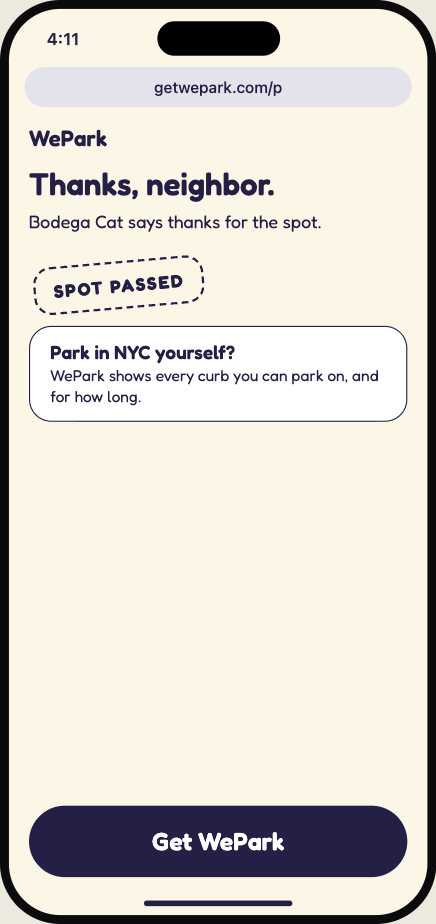 4:11
getwepark.com/p
WePark
Thanks, neighbor.
Bodega Cat says thanks for the spot.
SPOT PASSED
Park in NYC yourself?
WePark shows every curb you can park on, and
for how long.
Get WePark